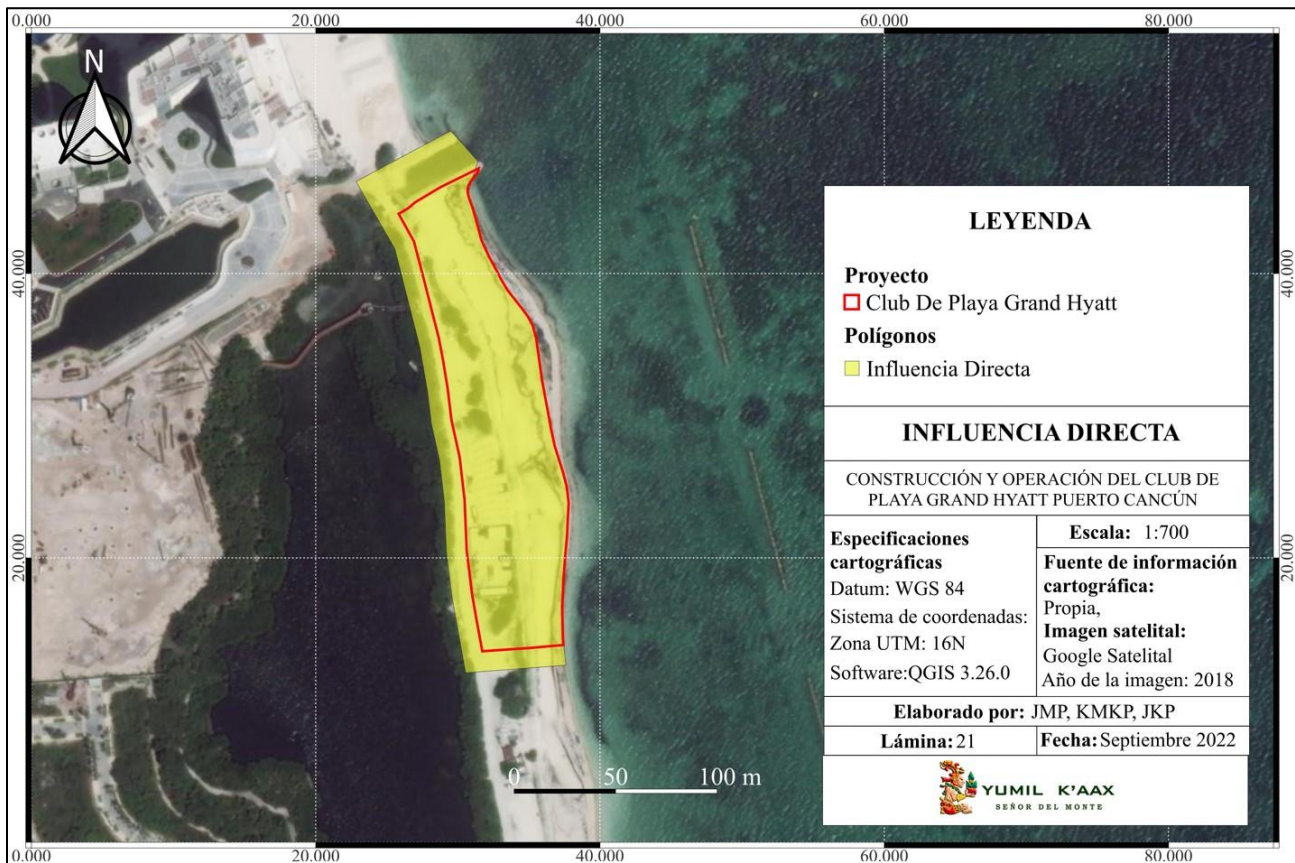 0.000 20.000 40.000 60.000 80.000
N
40.000 40.000
20.000 20.000
LEYENDA
Proyecto
Club De Playa Grand Hyatt
Polígonos
Influencia Directa
INFLUENCIA DIRECTA
CONSTRUCCIÓN Y OPERACIÓN DEL CLUB DE
PLAYA GRAND HYATT PUERTO CANCÚN
Especificaciones
cartográficas
Datum: WGS 84
Sistema de coordenadas:
Zona UTM: 16N
Software:QGIS 3.26.0
Escala: 1:700
Fuente de información
cartográfica:
Propia,
Imagen satelital:
Google Satelital
Año de la imagen: 2018
Elaborado por: JMP, KMKP, JKP
Lámina: 21
Fecha: Septiembre 2022
YUMIL K'AAX
SEÑOR DEL MONTE
0 50 100 m
0.000 20.000 40.000 60.000 80.000